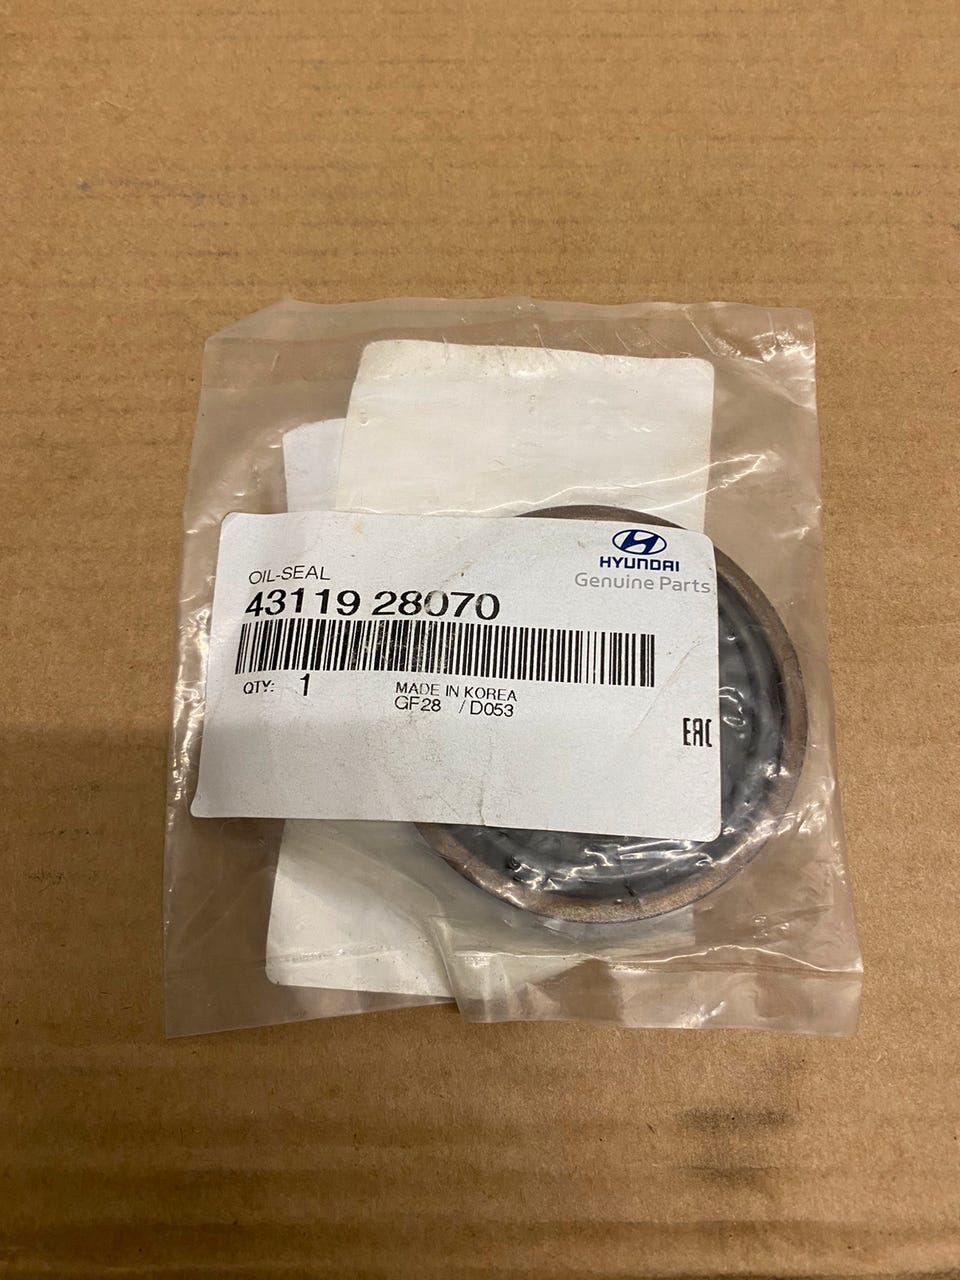 HYUNDAI
Genuine Parts
OIL-SEAL
43119 28070
QTY: 1
MADE IN KOREA
GF28 /D053
EAC